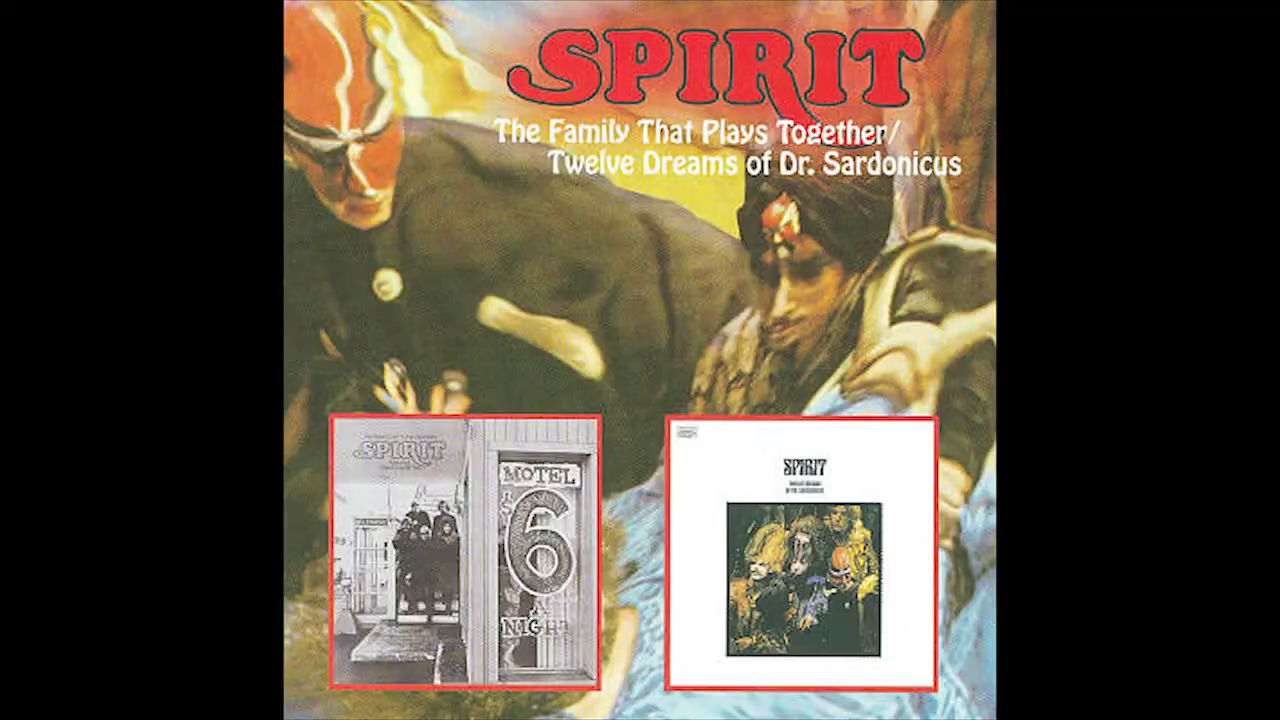 SPIRIT
The Family That Plays Together/
Twelve Dreams of Dr. Sardonicus
SPIRIT
MOTEL
6
NIGHT
SPIRIT